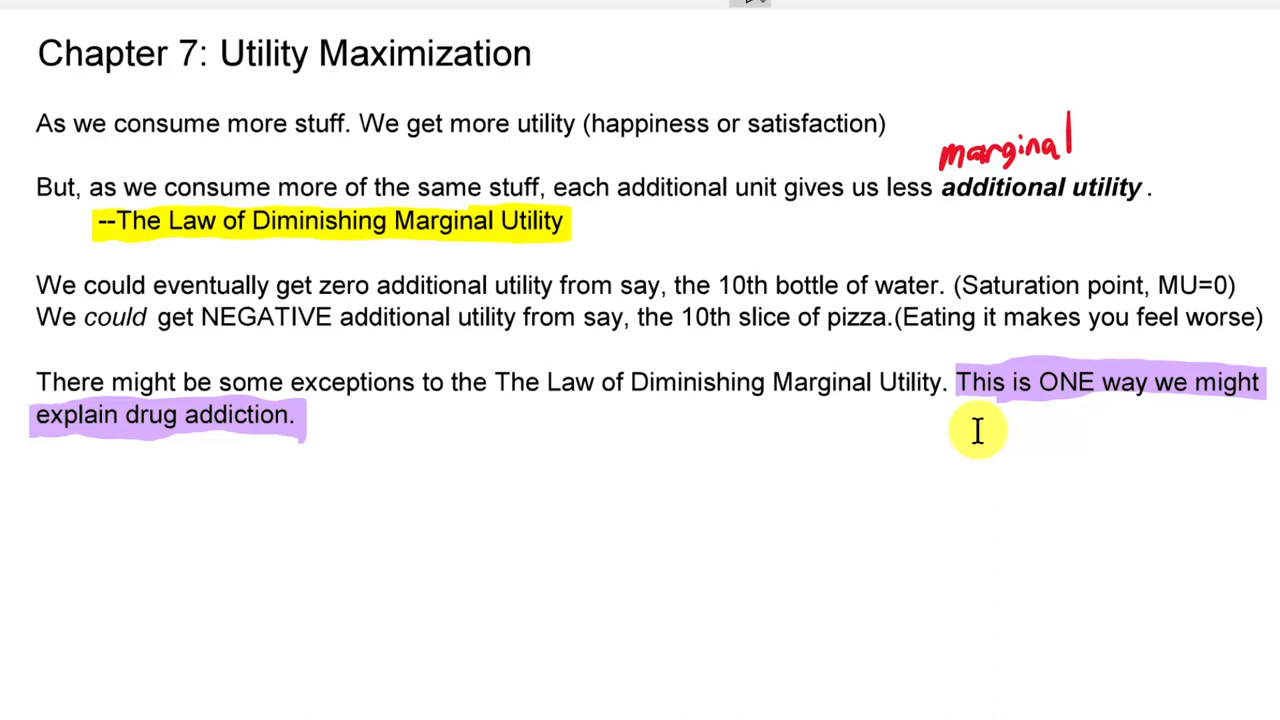 Chapter 7: Utility Maximization
As we consume more stuff. We get more utility (happiness or satisfaction)
marginal
But, as we consume more of the same stuff, each additional unit gives us less additional utility .
--The Law of Diminishing Marginal Utility
We could eventually get zero additional utility from say, the 10th bottle of water. (Saturation point, MU=0)
We could get NEGATIVE additional utility from say, the 10th slice of pizza.(Eating it makes you feel worse)
There might be some exceptions to the The Law of Diminishing Marginal Utility. This is ONE way we might
explain drug addiction.